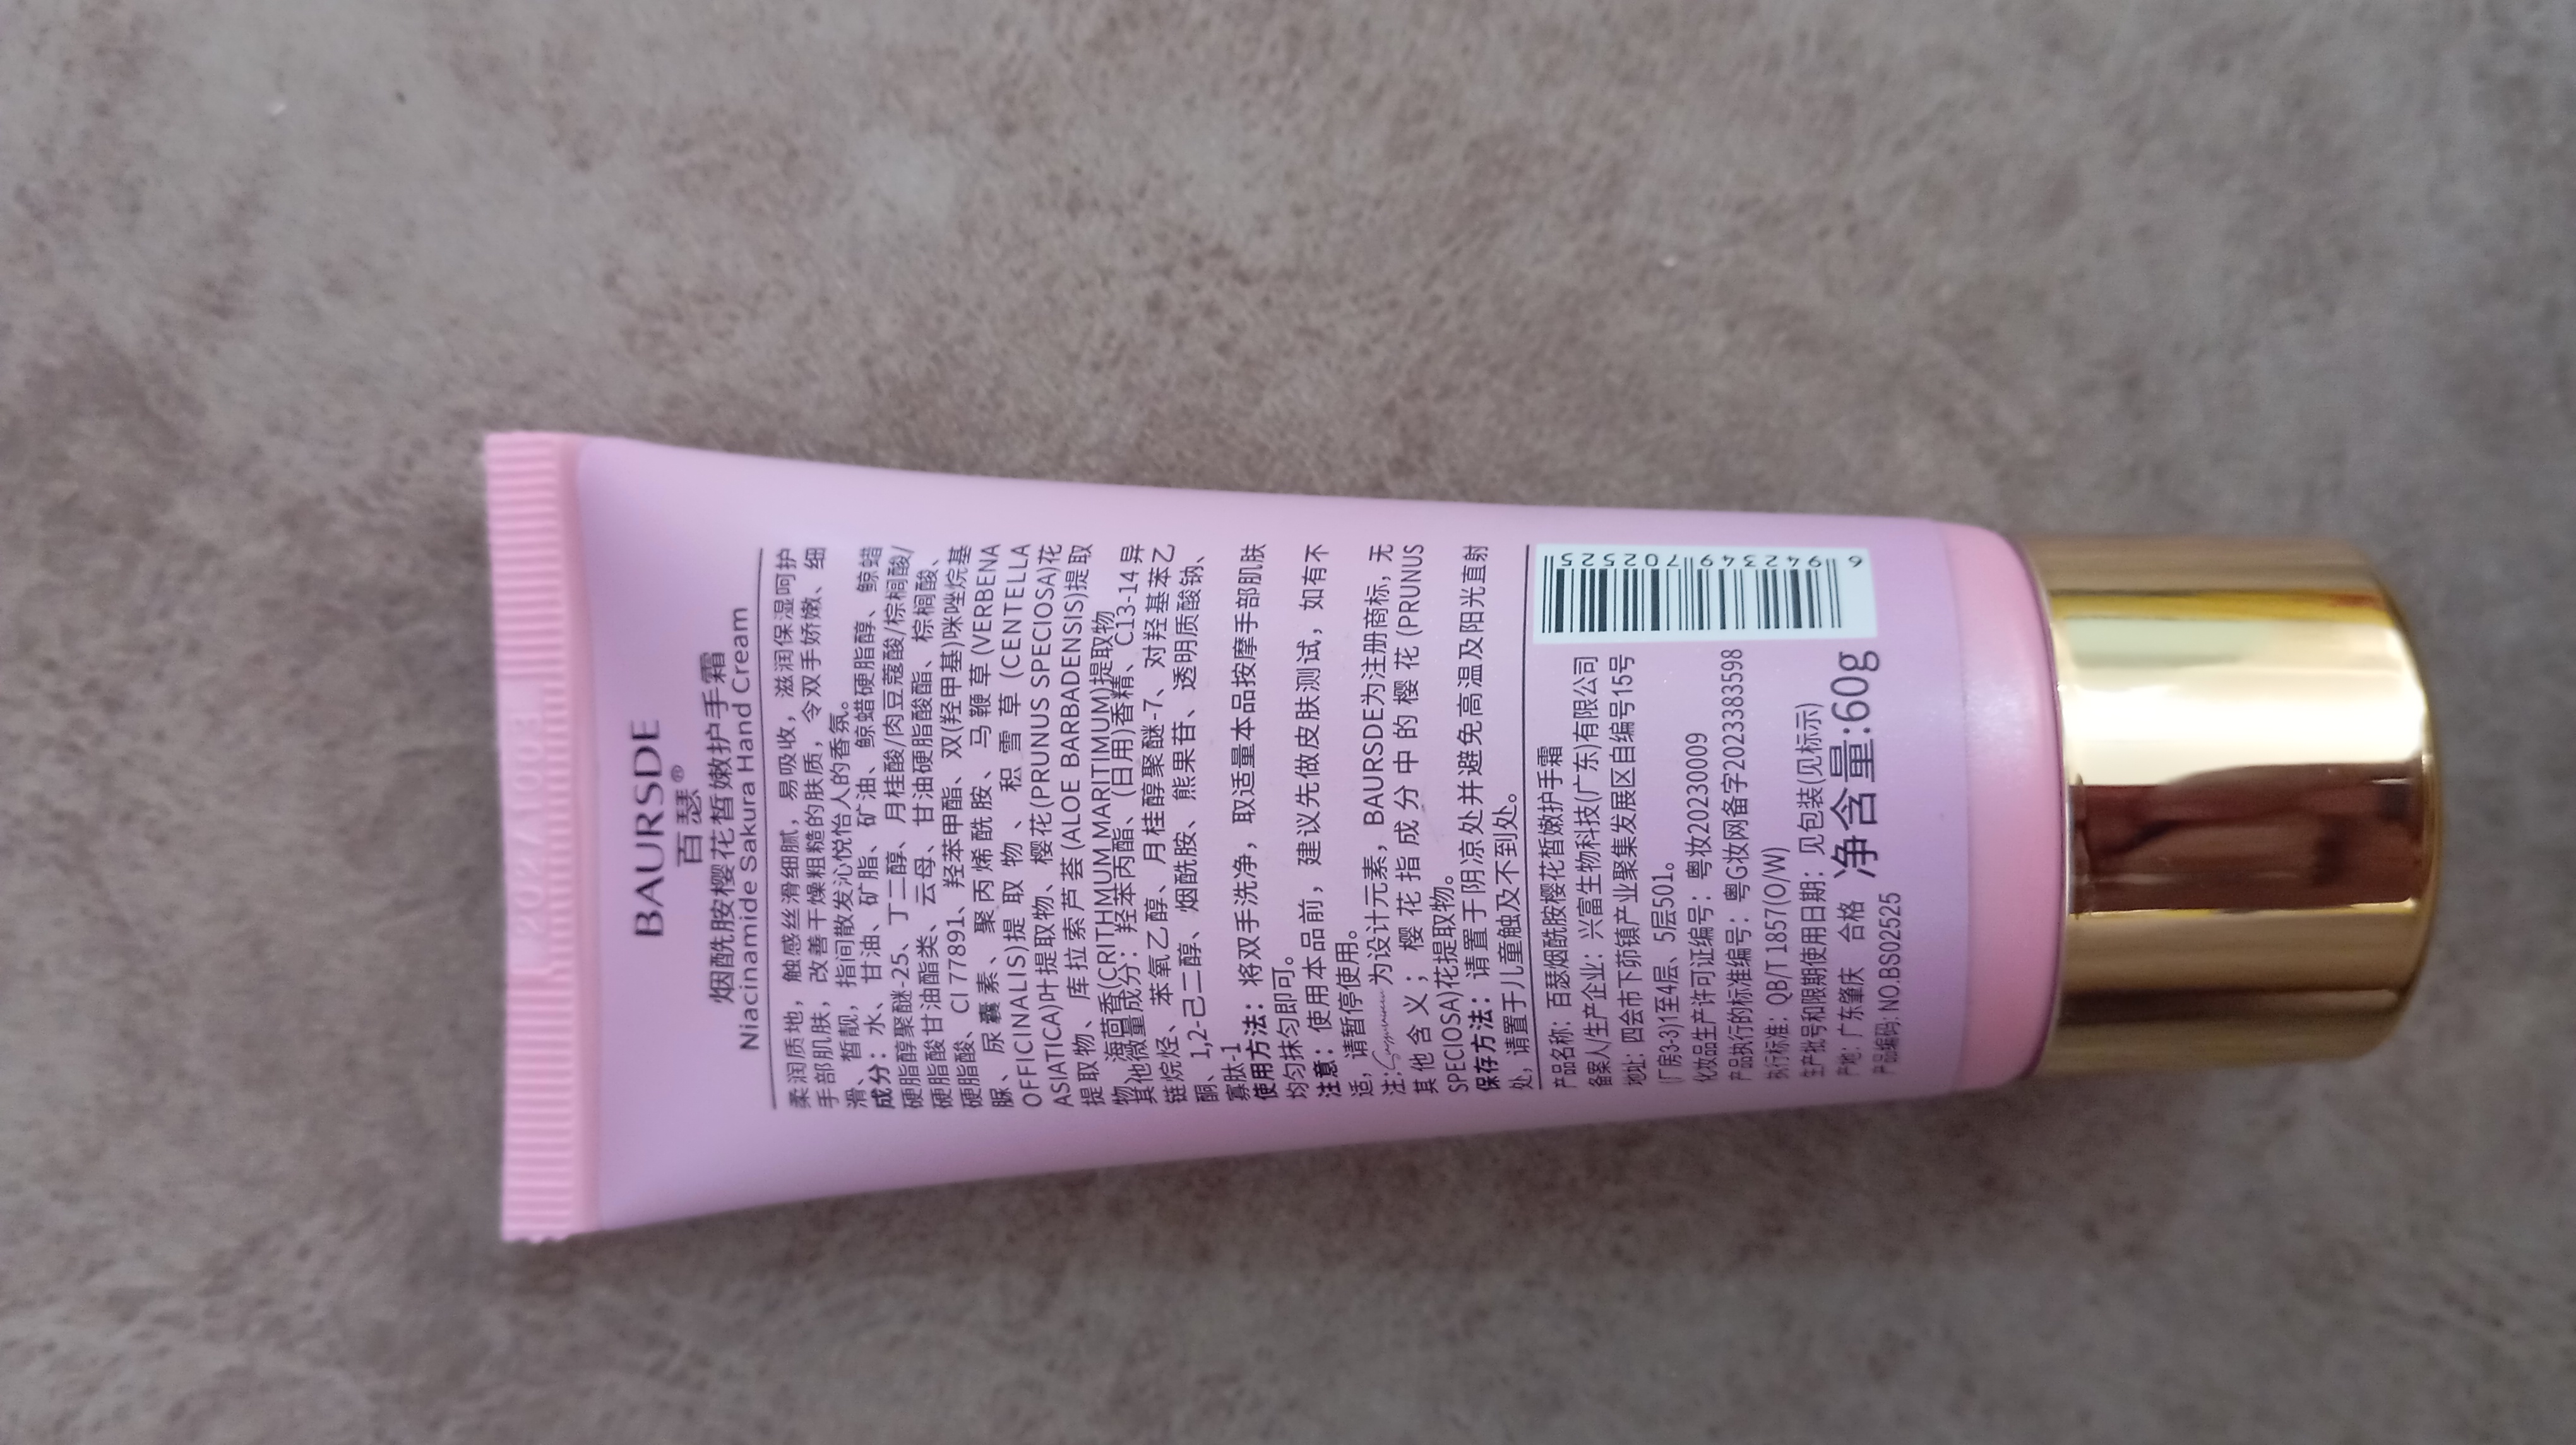 BAURSDE
百瑟®
烟酰胺樱花皙嫩护手霜
Niacinamide Sakura Hand Cream
柔润质地，触感丝滑细腻，易吸收，滋润保湿呵护
手部肌肤，改善干燥粗糙的肤质，令双手娇嫩、细
滑、皙靓，指间散发沁心悦怡人的香氛。
成分：水、甘油、矿脂、矿油、鲸蜡硬脂醇、鲸蜡
硬脂醇聚醚-25、丁二醇、月桂酸/肉豆蔻酸/棕榈酸/
硬脂酸甘油酯类、云母、甘油硬脂酸酯、棕榈酸、
硬脂酸、CI 77891、羟苯甲酯、双(羟甲基)咪唑烷基
脲、尿囊素、聚丙烯酰胺、马鞭草(VERBENA
OFFICINALIS)提取物、积雪草(CENTELLA
ASIATICA)叶提取物、樱花(PRUNUS SPECIOSA)花
提取物、库拉索芦荟(ALOE BARBADENSIS)提取
物、海茴香(CRITHMUM MARITIMUM)提取物
其他微量成分：羟苯丙酯、(日用)香精、C13-14 异
链烷烃、苯氧乙醇、月桂醇聚醚-7、对羟基苯乙
酮、1,2-己二醇、烟酰胺、熊果苷、透明质酸钠、
寡肽-1
使用方法：将双手洗净，取适量本品按摩手部肌肤
均匀抹匀即可。
注意：使用本品前，建议先做皮肤测试，如有不
适，请暂停使用。
注: 为设计元素，BAURSDE为注册商标，无
其他含义；樱花指成分中的樱花(PRUNUS
SPECIOSA)花提取物。
保存方法：请置于阴凉处并避免高温及阳光直射
处，请置于儿童触及不到处。
产品名称：百瑟烟酰胺樱花皙嫩护手霜
备案人/生产企业：兴富生物科技(广东)有限公司
地址：四会市下茆镇产业聚集发展区自编号15号
(厂房3-3)1至4层、5层501。
化妆品生产许可证编号：粤妆20230009
产品执行的标准编号：粤G妆网备字2023383598
执行标准：QB/T 1857(O/W)
生产批号和限期使用日期：见包装(见标示)
产地：广东肇庆 合格
净含量:60g
产品编码: NO.BS02525
6 942349 702525